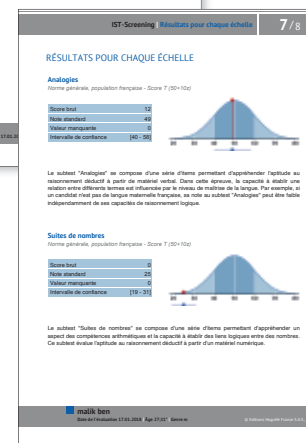 IST-Screening | Résultats pour chaque échelle 7/8
RÉSULTATS POUR CHAQUE ÉCHELLE
Analogies
Norme générale, population française - Score T (50+10z)
Score brut 12
Note standard 49
Valeur manquante 0
Intervalle de confiance [40 - 58]
Le subtest "Analogies" se compose d'une série d'items permettant d'appréhender l'aptitude au
raisonnement déductif à partir de matériel verbal. Dans cette épreuve, la capacité à établir une
relation entre différents termes est influencée par le niveau de maîtrise de la langue. Par exemple, si
un candidat n'est pas de langue maternelle française, sa note au subtest "Analogies" peut être faible
indépendamment de ses capacités de raisonnement logique.
Suites de nombres
Norme générale, population française - Score T (50+10z)
Score brut 0
Note standard 25
Valeur manquante 0
Intervalle de confiance [19 - 31]
Le subtest "Suites de nombres" se compose d'une série d'items permettant d'appréhender un
aspect des compétences arithmétiques et la capacité à établir des liens logiques entre des nombres.
Ce subtest évalue l'aptitude au raisonnement déductif à partir d'un matériel numérique.
malik ben